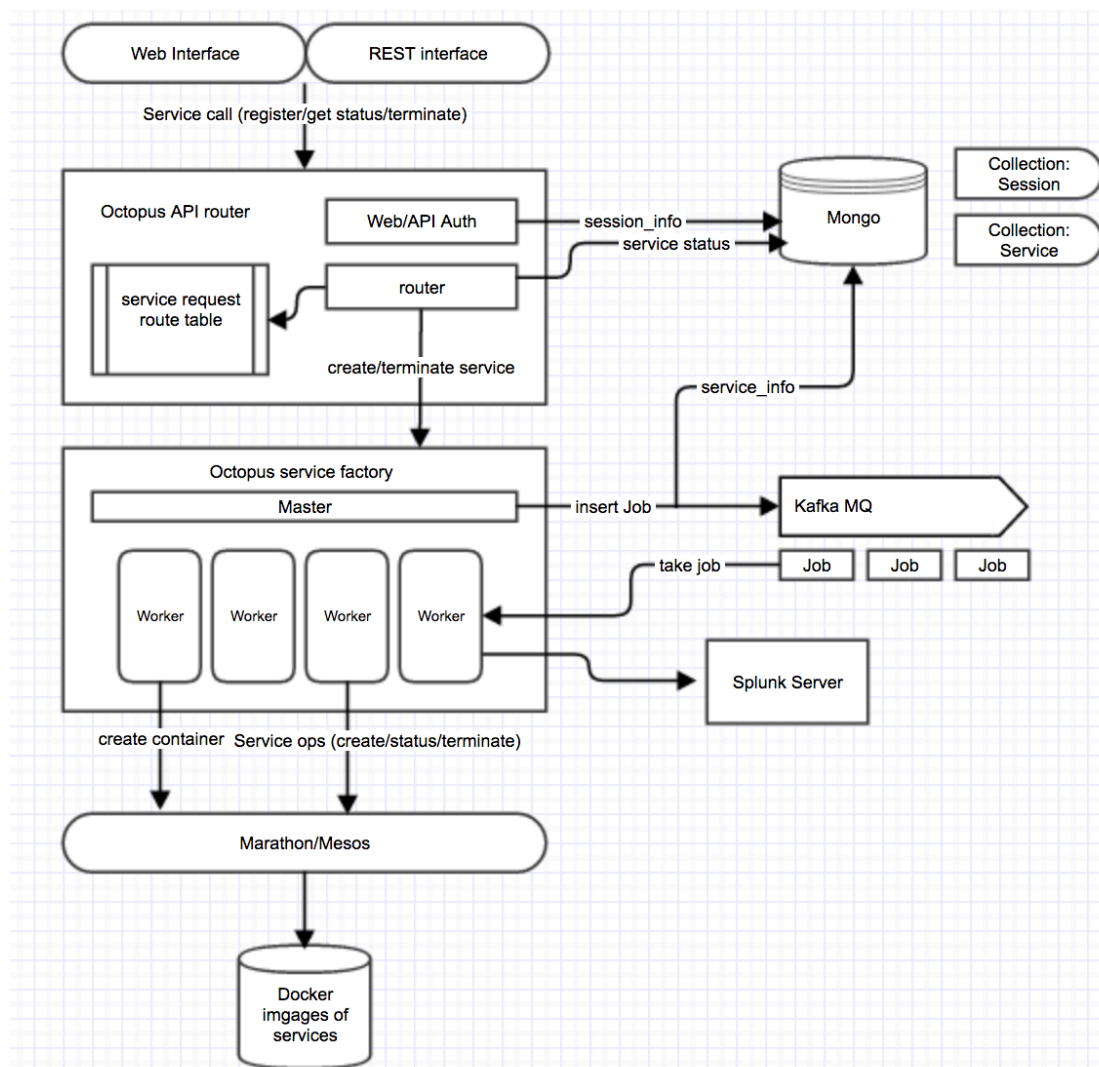 Web Interface
REST interface
Service call (register/get status/terminate)
Octopus API router
Web/API Auth
session_info
service status
Mongo
Collection:
Session
Collection:
Service
service request
route table
router
create/terminate service
service_info
Octopus service factory
Master
insert Job
Kafka MQ
take job
Job
Job
Job
Worker
Worker
Worker
Worker
Splunk Server
create container
Service ops (create/status/terminate)
Marathon/Mesos
Docker
imgages of
services